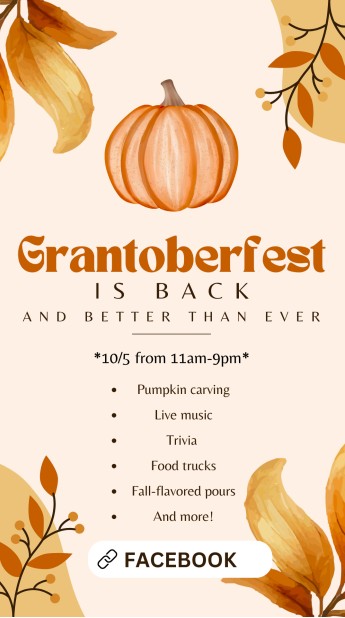 Grantoberfest
IS BACK
AND BETTER THAN EVER
*10/5 from 11am-9pm*
• Pumpkin carving
• Live music
• Trivia
• Food trucks
• Fall-flavored pours
• And more!
FACEBOOK